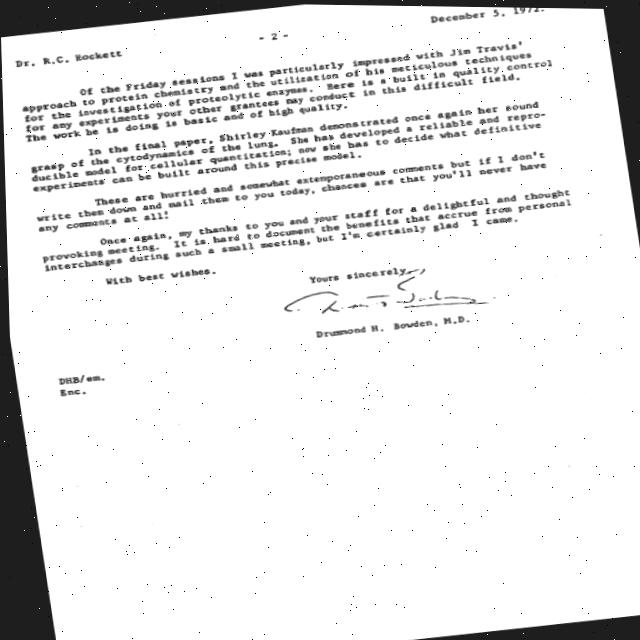 December 5, 1972.
- 2 -
Dr. R.C. Hockett
Of the Friday sessions I was particularly impressed with Jim Travis'
approach to protein chemistry and the utilization of his meticulous techniques
for the investigation of proteolytic enzymes. Here is a built in quality control
for any experiments your other grantees may conduct in this difficult field.
The work he is doing is basic and of high quality.
In the final paper, Shirley Kaufman demonstrated once again her sound
grasp of the cytodynamics of the lung. She has developed a reliable and repro-
ducible model for cellular quantitation; now she has to decide what definitive
experiments can be built around this precise model.
These are hurried and somewhat extemporaneous comments but if I don't
write them down and mail them to you today, chances are that you'll never have
any comments at all!
Once again, my thanks to you and your staff for a delightful and thought
provoking meeting. It is hard to document the benefits that accrue from personal
interchanges during such a small meeting, but I'm certainly glad I came.
With best wishes.
Yours sincerely,
Drummond H. Bowden, M.D.
DHB/em.
Enc.